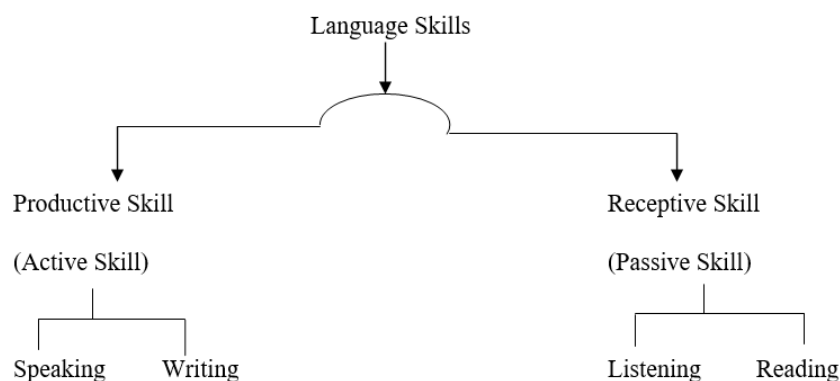 Language Skills
Productive Skill
(Active Skill)
Speaking
Writing
Receptive Skill
(Passive Skill)
Listening
Reading